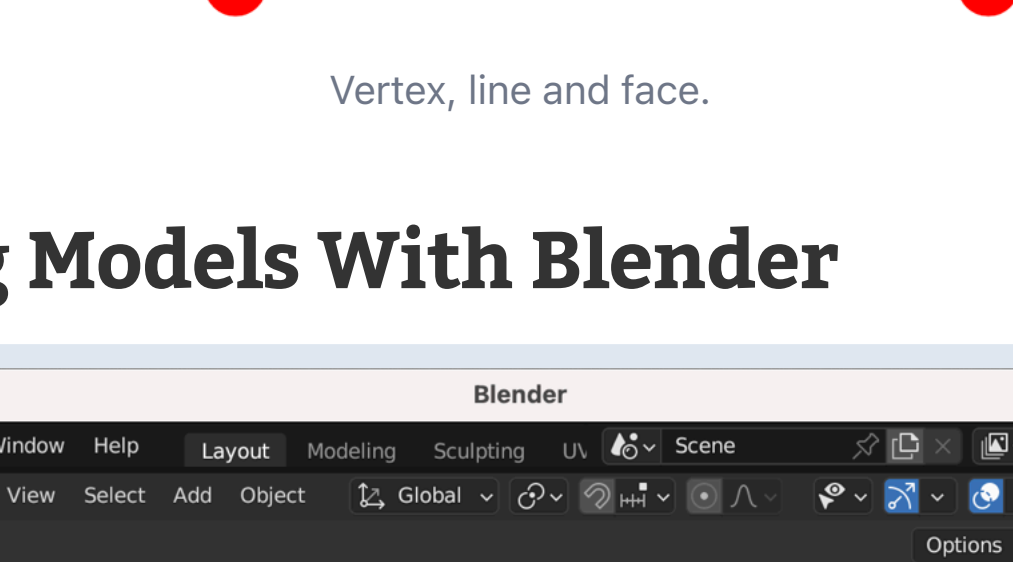 Vertex, line and face.
Models With Blender
Blender
Window Help Layout Modeling Sculpting Scene
View Select Add Object Global
Options